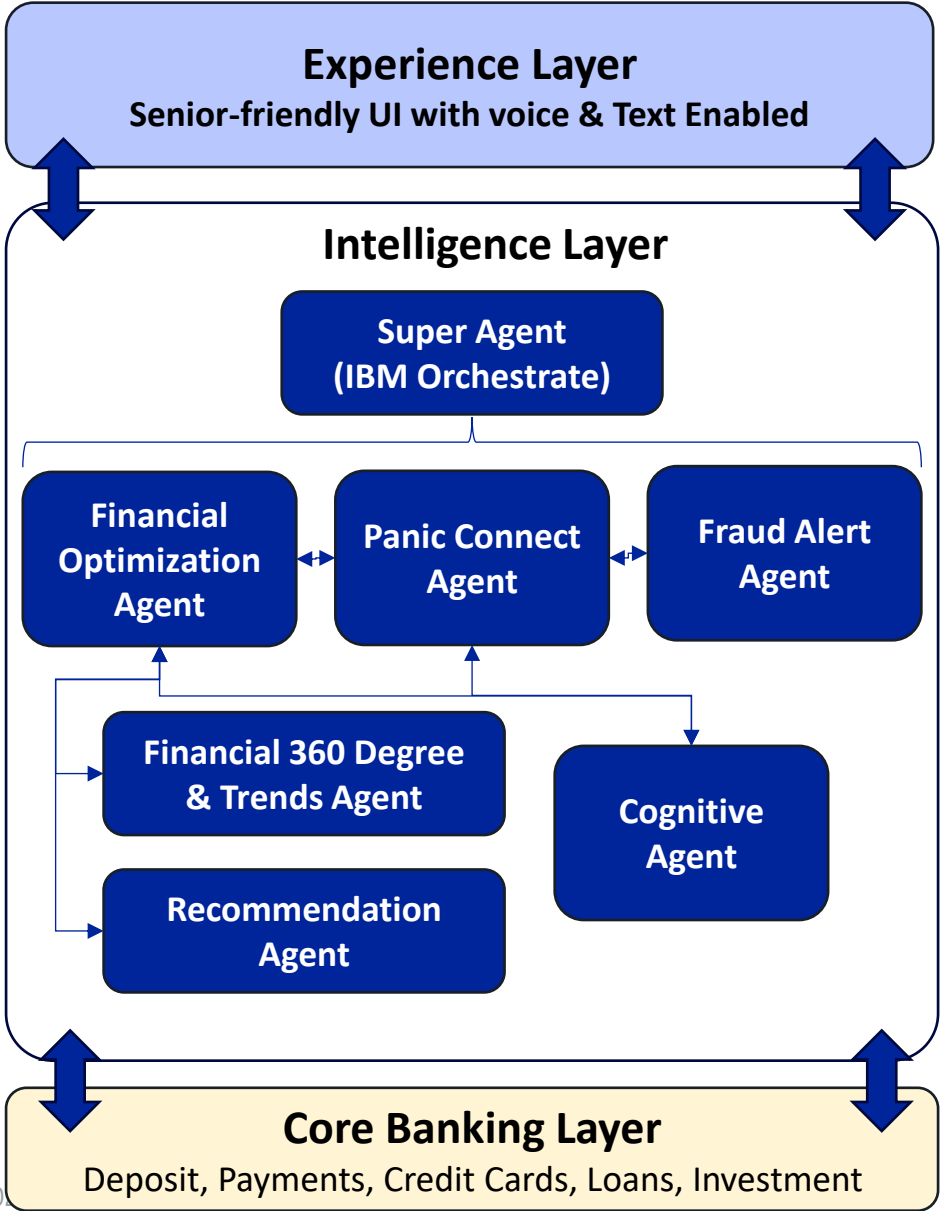 Experience Layer
Senior-friendly UI with voice & Text Enabled
Intelligence Layer
Super Agent
(IBM Orchestrate)
Financial
Optimization
Agent
Panic Connect
Agent
Fraud Alert
Agent
Financial 360 Degree
& Trends Agent
Cognitive
Agent
Recommendation
Agent
Core Banking Layer
Deposit, Payments, Credit Cards, Loans, Investment